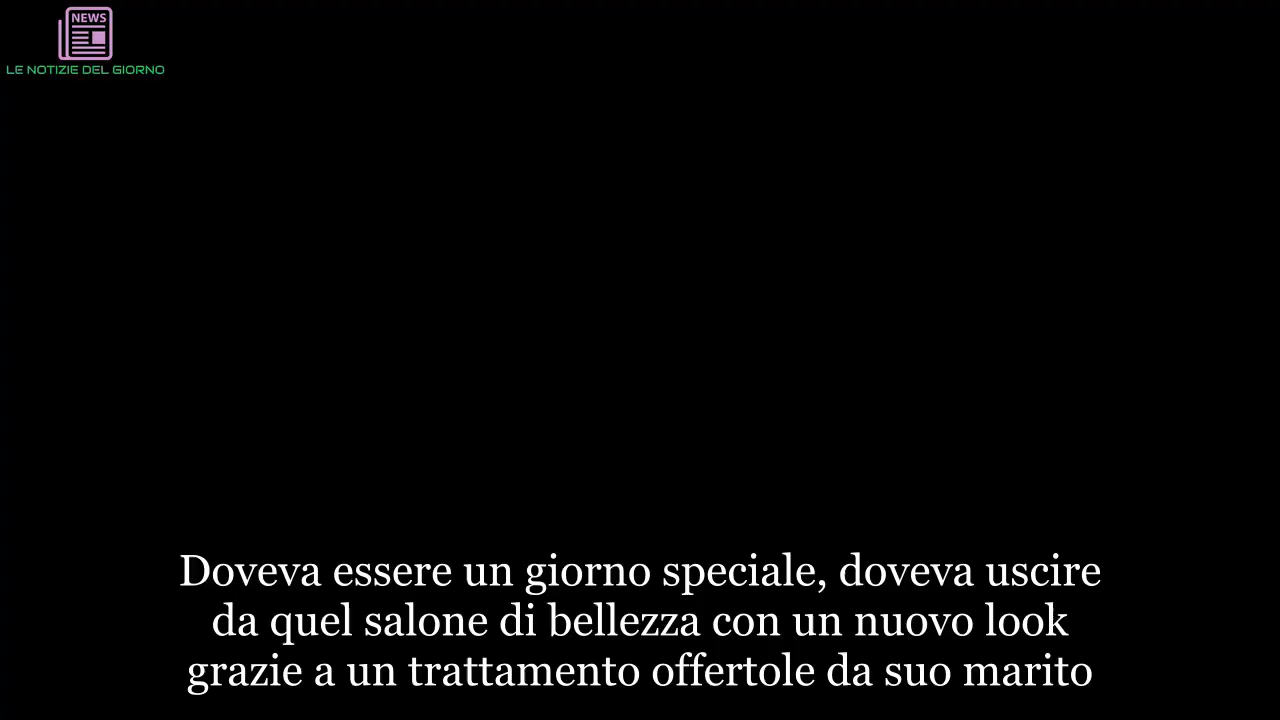 NEWS
LE NOTIZIE DEL GIORNO
Doveva essere un giorno speciale, doveva uscire
da quel salone di bellezza con un nuovo look
grazie a un trattamento offertole da suo marito